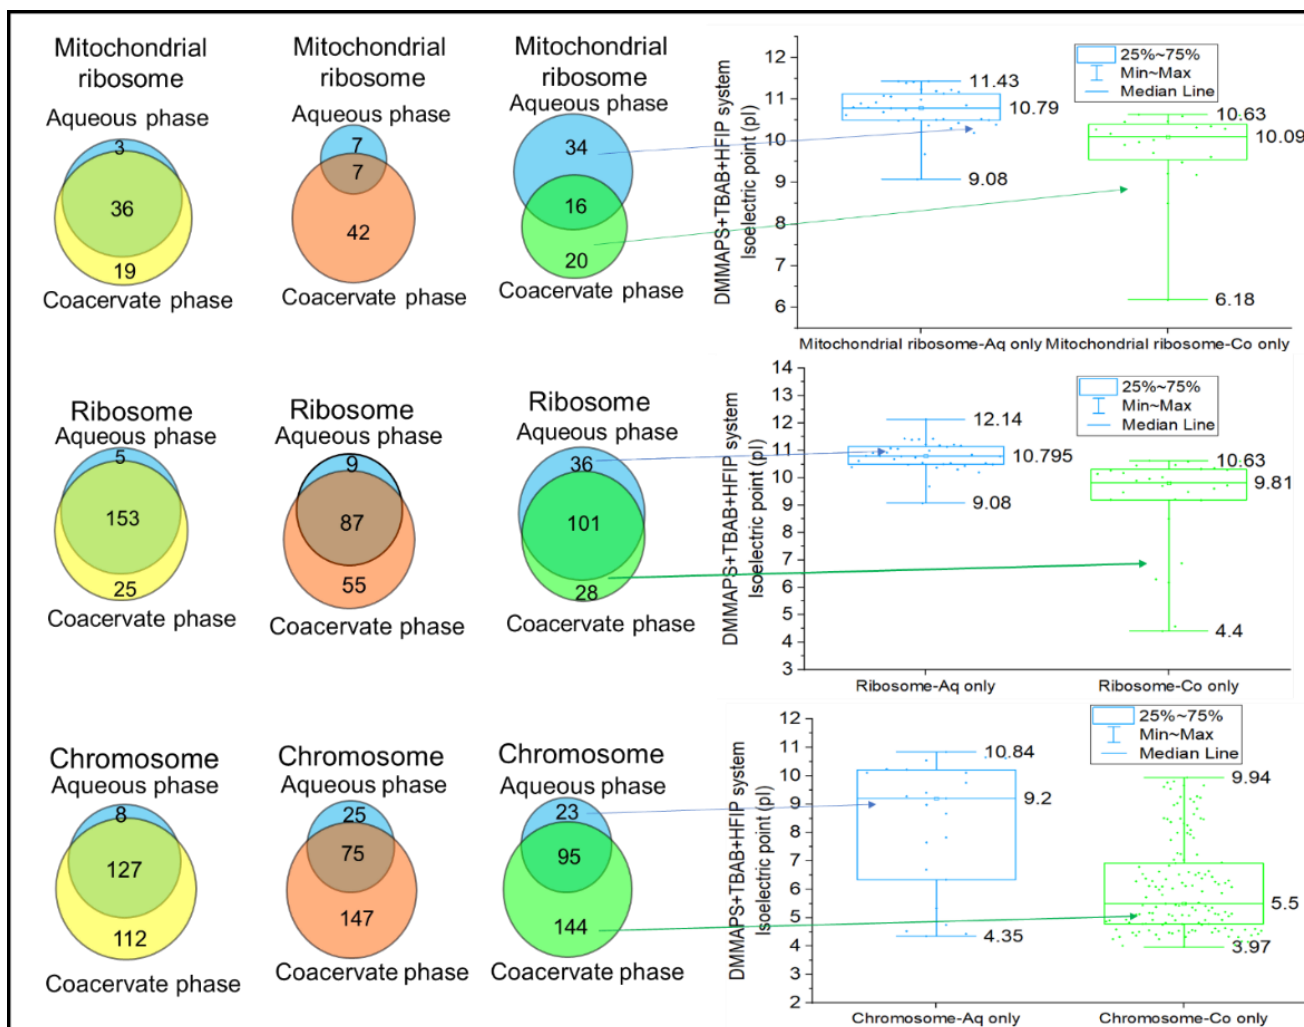 Mitochondrial
ribosome
Aqueous phase
3
36
19
Coacervate phase
Mitochondrial
ribosome
Aqueous phase
7
7
42
Coacervate phase
Mitochondrial
ribosome
Aqueous phase
34
16
20
Coacervate phase
DMMAPS+TBAB+HFIP system
Isoelectric point (pI)
12
11
10
9
8
7
6
25%~75%
Min~Max
Median Line
11.43
10.79
9.08
10.63
10.09
6.18
Mitochondrial ribosome-Aq only
Mitochondrial ribosome-Co only
Ribosome
Aqueous phase
5
153
25
Coacervate phase
Ribosome
Aqueous phase
9
87
55
Coacervate phase
Ribosome
Aqueous phase
36
101
28
Coacervate phase
DMMAPS+TBAB+HFIP system
Isoelectric point (pI)
14
13
12
11
10
9
8
7
6
5
4
3
25%~75%
Min~Max
Median Line
12.14
10.795
9.08
10.63
9.81
4.4
Ribosome-Aq only
Ribosome-Co only
Chromosome
Aqueous phase
8
127
112
Coacervate phase
Chromosome
Aqueous phase
25
75
147
Coacervate phase
Chromosome
Aqueous phase
23
95
144
Coacervate phase
DMMAPS+TBAB+HFIP system
Isoelectric point (pI)
12
11
10
9
8
7
6
5
4
3
2
25%~75%
Min~Max
Median Line
10.84
9.2
4.35
9.94
5.5
3.97
Chromosome-Aq only
Chromosome-Co only